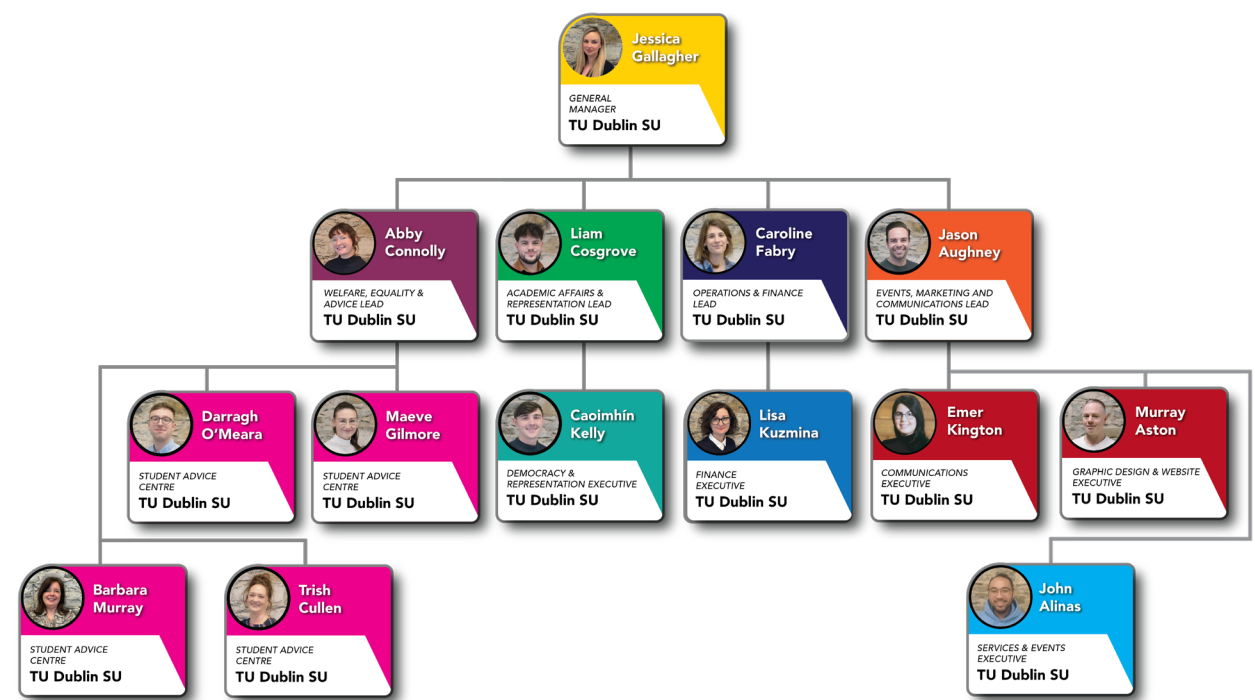 Jessica
Gallagher
GENERAL
MANAGER
TU Dublin SU
Abby
Connolly
WELFARE, EQUALITY &
ADVICE LEAD
TU Dublin SU
Liam
Cosgrove
ACADEMIC AFFAIRS &
REPRESENTATION LEAD
TU Dublin SU
Caroline
Fabry
OPERATIONS & FINANCE
LEAD
TU Dublin SU
Jason
Aughney
EVENTS, MARKETING AND
COMMUNICATIONS LEAD
TU Dublin SU
Darragh
O’Meara
STUDENT ADVICE
CENTRE
TU Dublin SU
Maeve
Gilmore
STUDENT ADVICE
CENTRE
TU Dublin SU
Caoimhín
Kelly
DEMOCRACY &
REPRESENTATION EXECUTIVE
TU Dublin SU
Lisa
Kuzmina
FINANCE
EXECUTIVE
TU Dublin SU
Emer
Kington
COMMUNICATIONS
EXECUTIVE
TU Dublin SU
Murray
Aston
GRAPHIC DESIGN & WEBSITE
EXECUTIVE
TU Dublin SU
Barbara
Murray
STUDENT ADVICE
CENTRE
TU Dublin SU
Trish
Cullen
STUDENT ADVICE
CENTRE
TU Dublin SU
John
Alinas
SERVICES & EVENTS
EXECUTIVE
TU Dublin SU